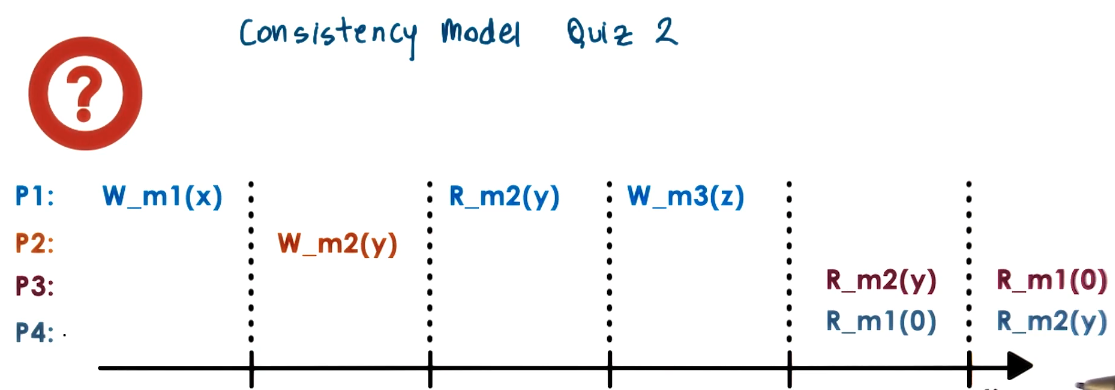 Consistency Model Quiz 2
?
P1: W_m1(x) R_m2(y) W_m3(z)
P2: W_m2(y)
P3: R_m2(y) R_m1(0)
P4: R_m1(0) R_m2(y)